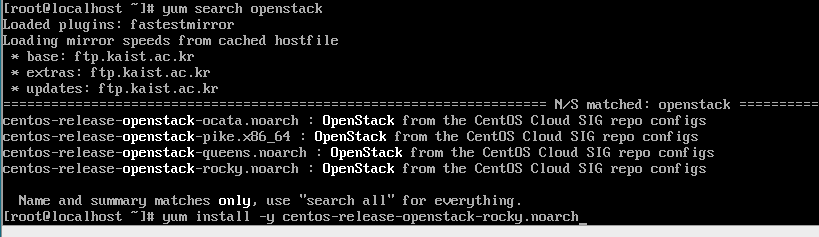 [root@localhost ~]# yum search openstack
Loaded plugins: fastestmirror
Loading mirror speeds from cached hostfile
 * base: ftp.kaist.ac.kr
 * extras: ftp.kaist.ac.kr
 * updates: ftp.kaist.ac.kr
==================================================================== N/S matched: openstack ==========
centos-release-openstack-ocata.noarch : OpenStack from the CentOS Cloud SIG repo configs
centos-release-openstack-pike.x86_64 : OpenStack from the CentOS Cloud SIG repo configs
centos-release-openstack-queens.noarch : OpenStack from the CentOS Cloud SIG repo configs
centos-release-openstack-rocky.noarch : OpenStack from the CentOS Cloud SIG repo configs
  Name and summary matches only, use "search all" for everything.
[root@localhost ~]# yum install -y centos-release-openstack-rocky.noarch_